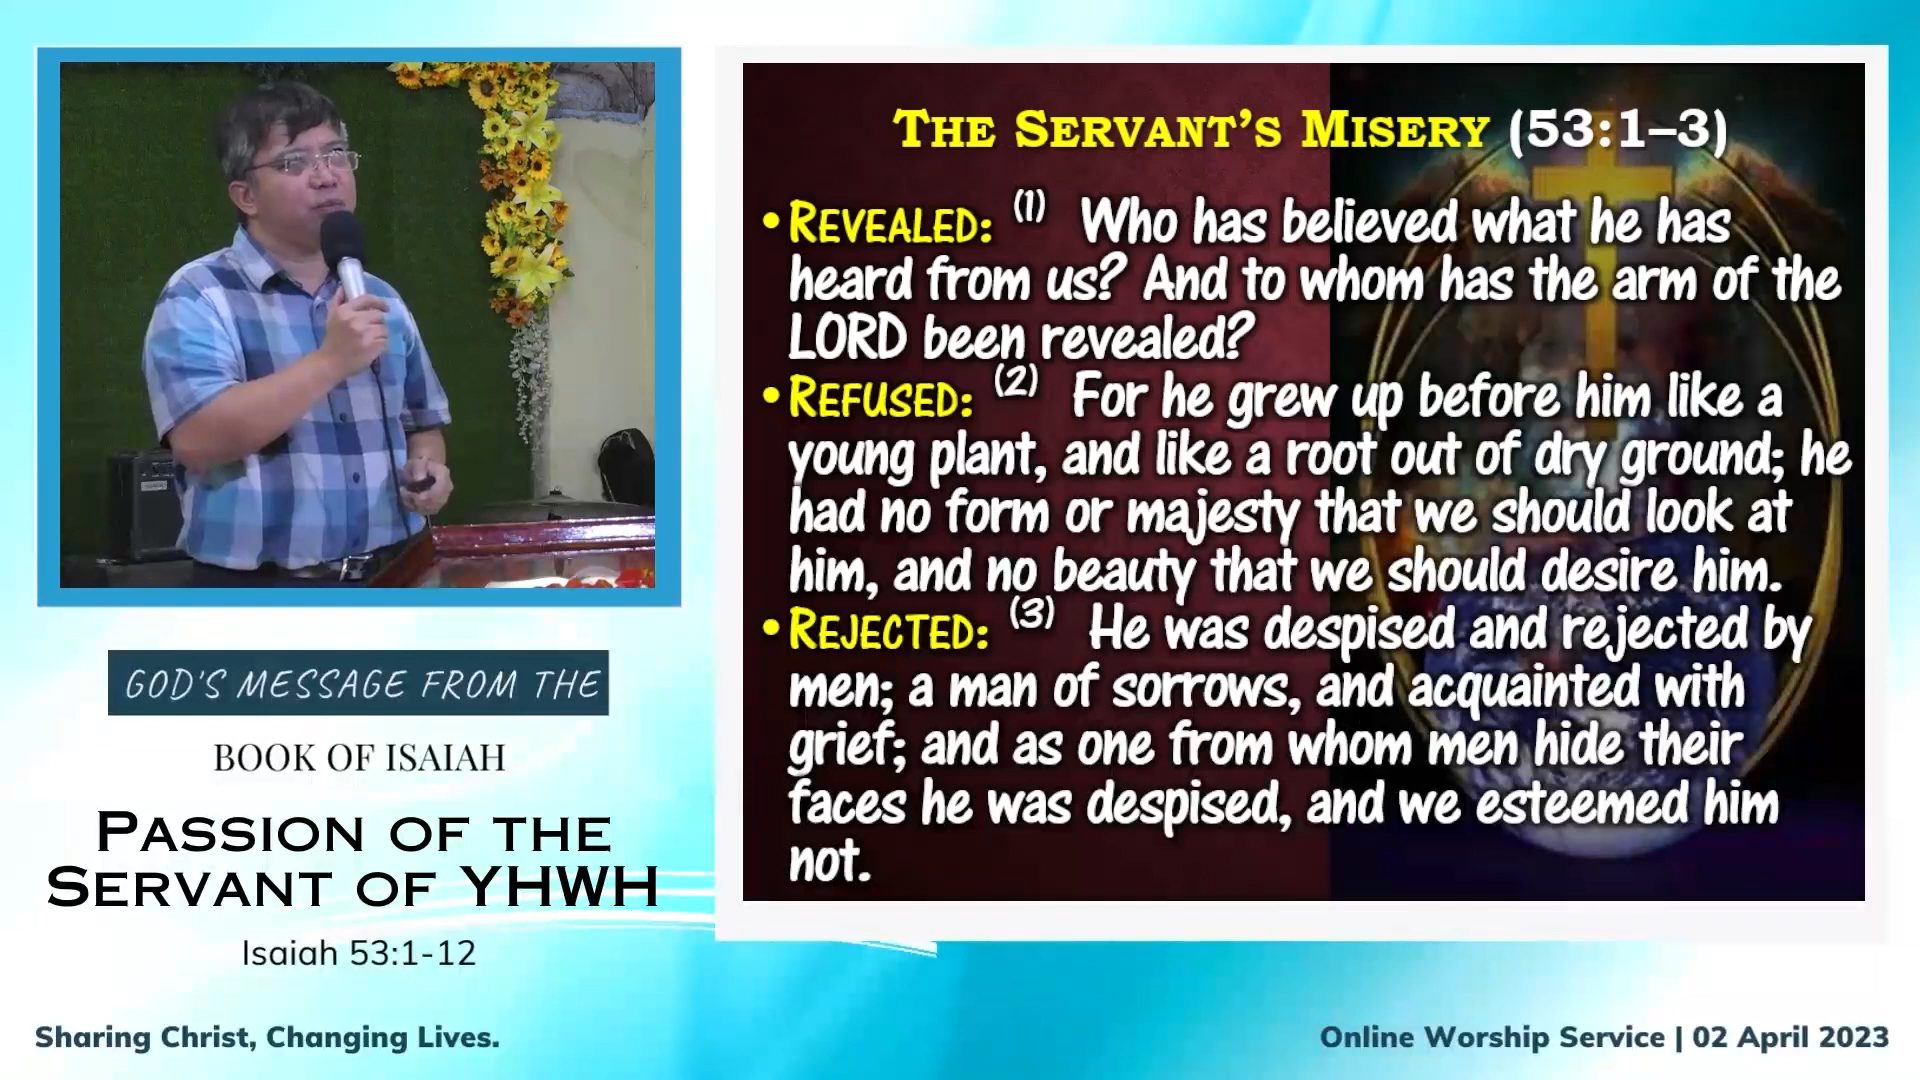 GOD'S MESSAGE FROM THE
BOOK OF ISAIAH
PASSION OF THE
SERVANT OF YHWH
Isaiah 53:1-12
THE SERVANT'S MISERY (53:1–3)
• REVEALED: (1) Who has believed what he has
heard from us? And to whom has the arm of the
LORD been revealed?
• REFUSED: (2) For he grew up before him like a
young plant, and like a root out of dry ground; he
had no form or majesty that we should look at
him, and no beauty that we should desire him.
• REJECTED: (3) He was despised and rejected by
men; a man of sorrows, and acquainted with
grief; and as one from whom men hide their
faces he was despised, and we esteemed him
not.
Sharing Christ, Changing Lives.
Online Worship Service | 02 April 2023